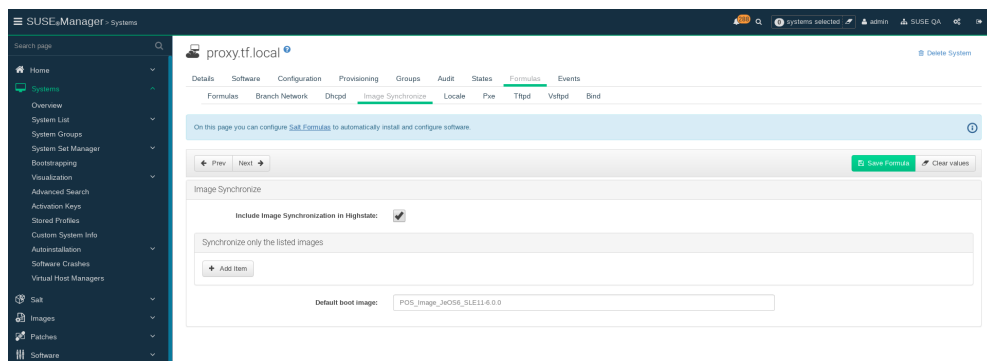 SUSE®Manager > Systems
280
0 systems selected
admin
SUSE QA
Search page
Home
Systems
Overview
System List
System Groups
System Set Manager
Bootstrapping
Visualization
Advanced Search
Activation Keys
Stored Profiles
Custom System Info
Autoinstallation
Software Crashes
Virtual Host Managers
Salt
Images
Patches
Software
proxy.tf.local ?
Delete System
Details Software Configuration Provisioning Groups Audit States Formulas Events
Formulas Branch Network Dhcpd Image Synchronize Locale Pxe Tftpd Vsftpd Bind
On this page you can configure Salt Formulas to automatically install and configure software.
Prev Next
Save Formula Clear values
Image Synchronize
Include Image Synchronization in Highstate:
Synchronize only the listed images
+ Add Item
Default boot image: POS_Image_JeOS6_SLE11-6.0.0